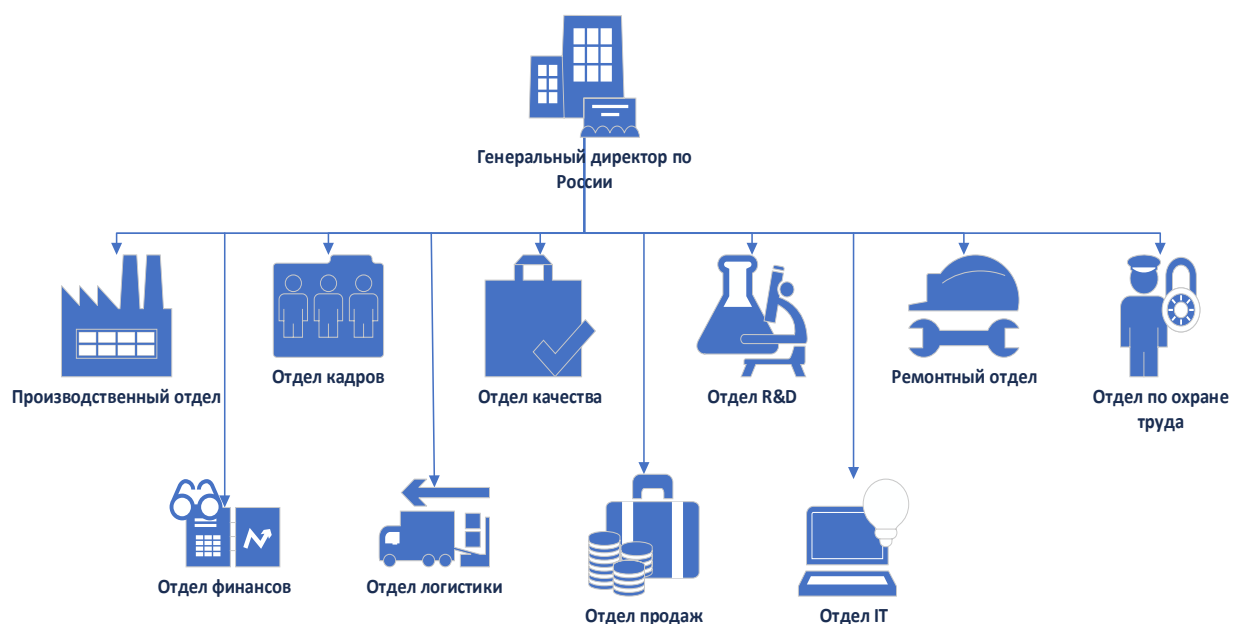 Генеральный директор по
России
Производственный отдел
Отдел кадров
Отдел качества
Отдел R&D
Ремонтный отдел
Отдел по охране
труда
Отдел финансов
Отдел логистики
Отдел продаж
Отдел IT